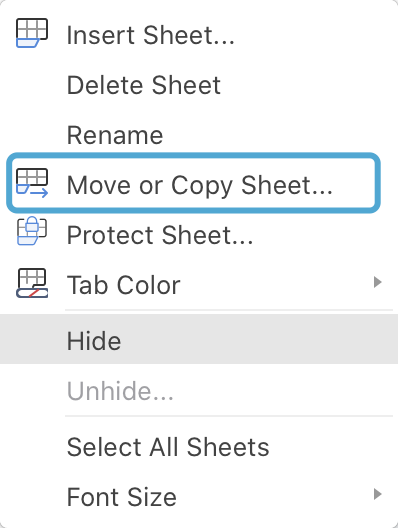 Insert Sheet...
Delete Sheet
Rename
Move or Copy Sheet...
Protect Sheet...
Tab Color
Hide
Unhide...
Select All Sheets
Font Size